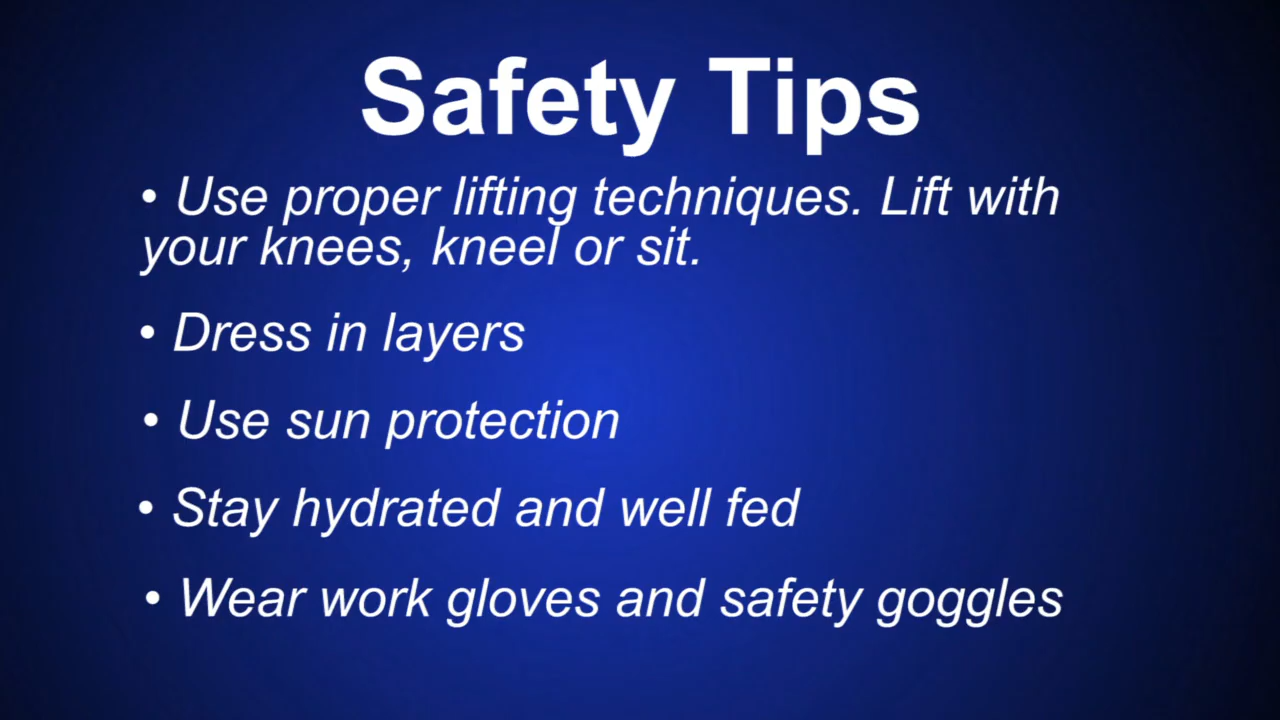 Safety Tips
• Use proper lifting techniques. Lift with
your knees, kneel or sit.
• Dress in layers
• Use sun protection
• Stay hydrated and well fed
• Wear work gloves and safety goggles